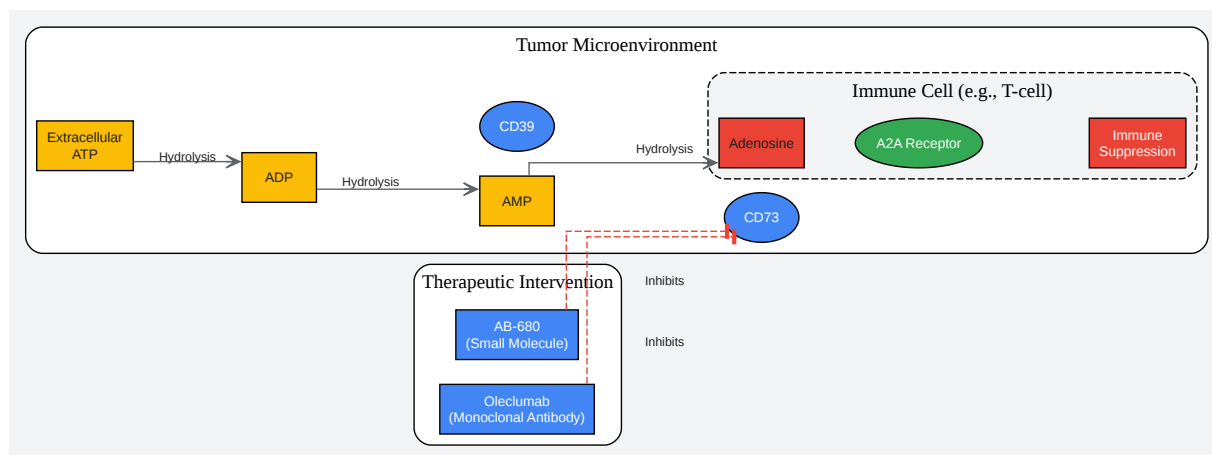 Tumor Microenvironment
Immune Cell (e.g., T-cell)
Extracellular
ATP
Hydrolysis
ADP
Hydrolysis
CD39
AMP
Hydrolysis
Adenosine
A2A Receptor
Immune
Suppression
CD73
Therapeutic Intervention
Inhibits
AB-680
(Small Molecule)
Inhibits
Oleclumab
(Monoclonal Antibody)